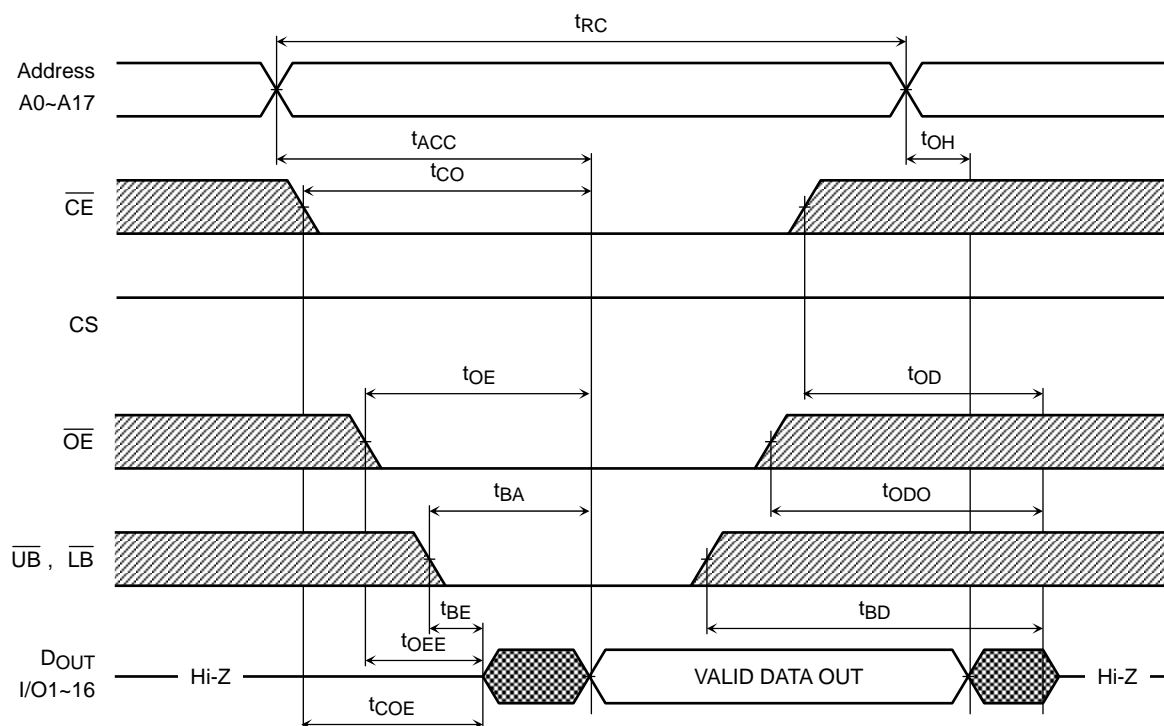 tRC
Address
A0~A17
tACC
tOH
tCO
CE
CS
tOE
tOD
OE
tBA
tODO
UB , LB
tBE
tBD
tOEE
DOUT
I/O1~16
Hi-Z
VALID DATA OUT
Hi-Z
tCOE